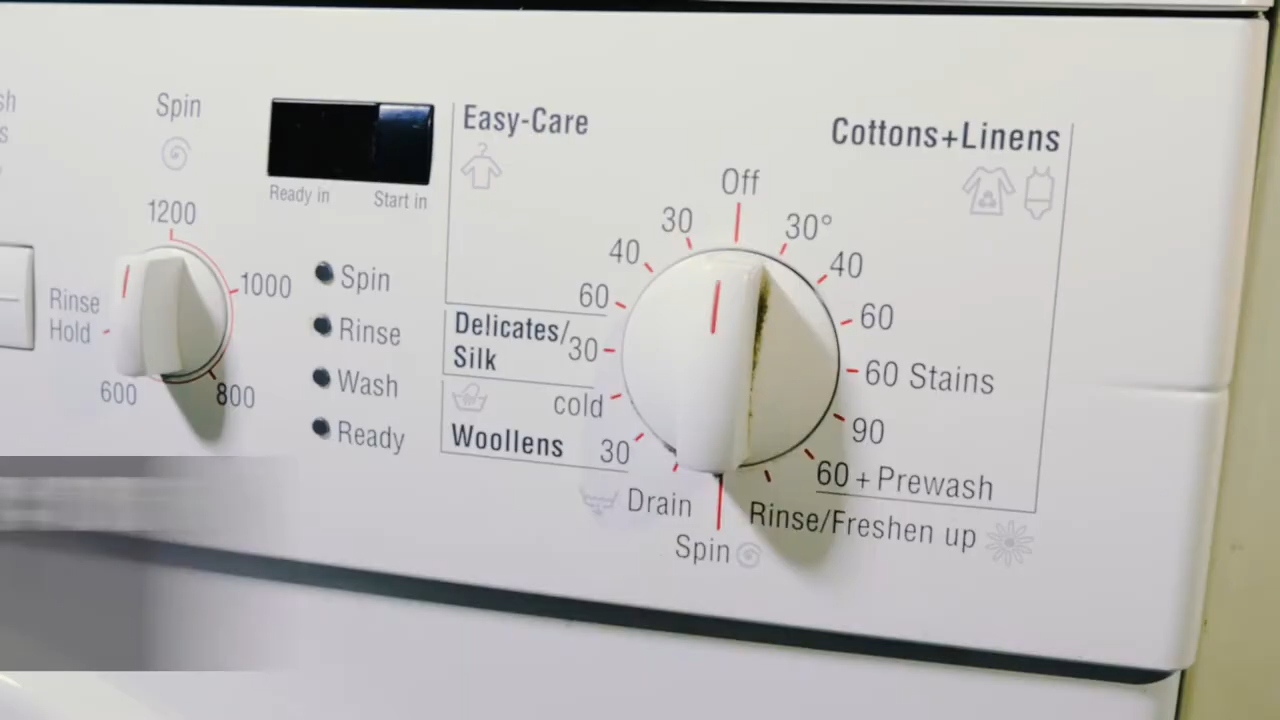 Spin
1200
1000
800
600
Rinse
Hold
Ready in
Start in
Spin
Rinse
Wash
Ready
Easy-Care
Cottons+Linens
Off
30
40
60
Delicates/
Silk
30
cold
Woollens
30
Drain
Spin
30°
40
60
60 Stains
90
60 + Prewash
Rinse/Freshen up